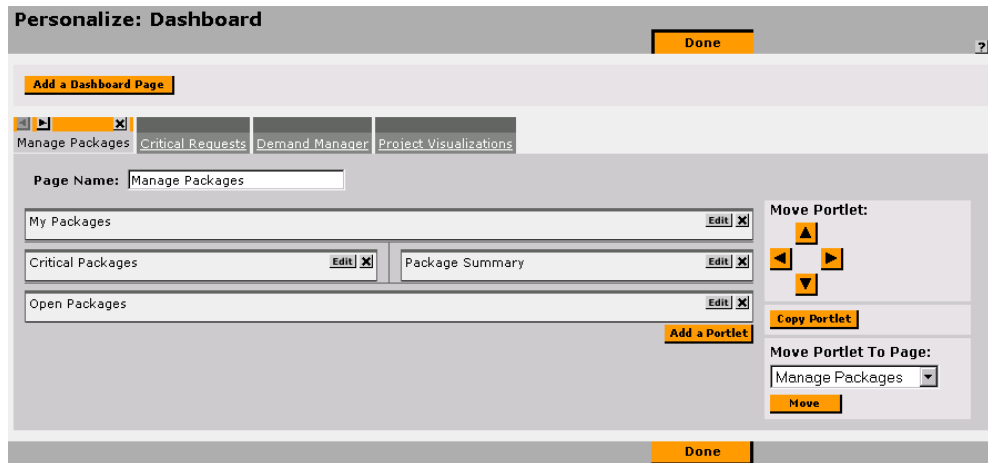 Personalize: Dashboard
Done
?
Add a Dashboard Page
Manage Packages Critical Requests Demand Manager Project Visualizations
Page Name: Manage Packages
My Packages Edit
Critical Packages Edit Package Summary Edit
Open Packages Edit
Add a Portlet
Move Portlet:
Copy Portlet
Move Portlet To Page:
Manage Packages
Move
Done